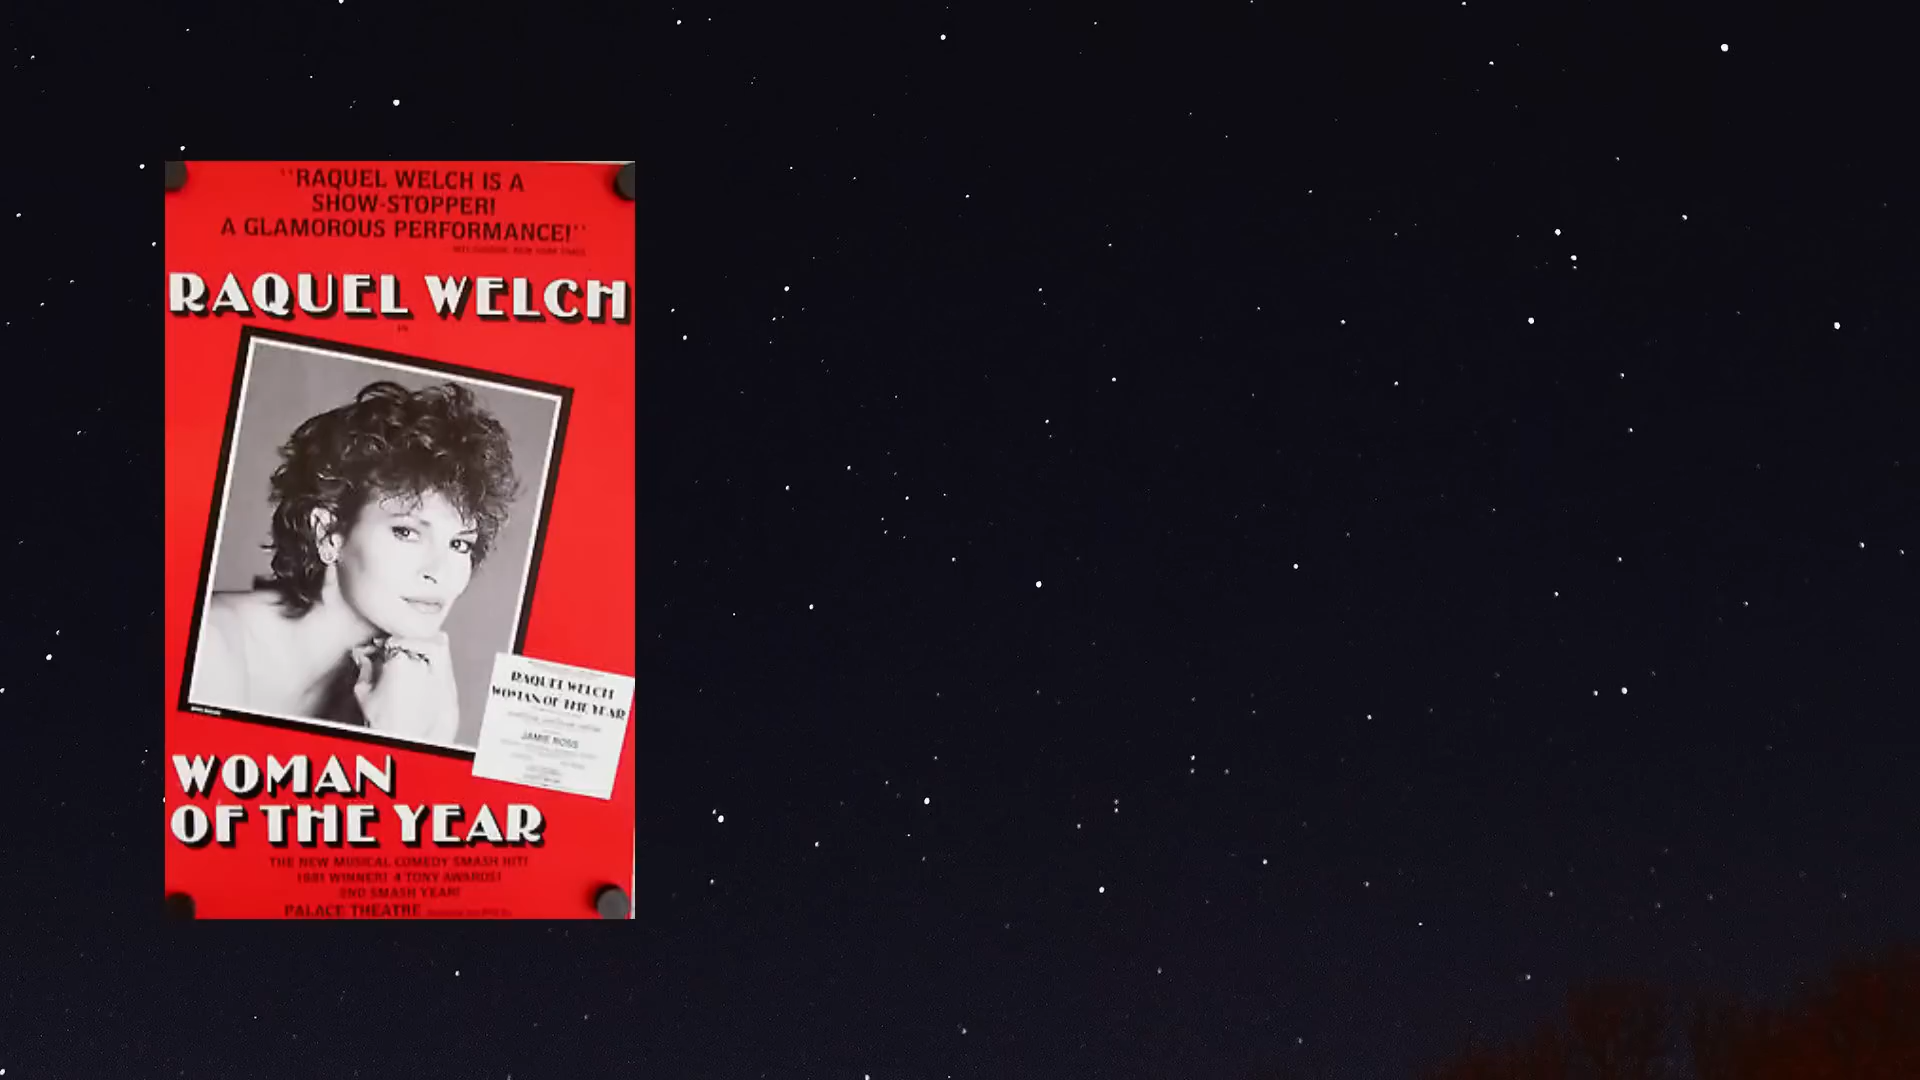 "RAQUEL WELCH IS A
SHOW-STOPPER!
A GLAMOROUS PERFORMANCE!"
RAQUEL WELCH
IN
WOMAN
OF THE YEAR
RAQUEL WELCH
WOMAN OF THE YEAR
JAMIE ROSS
THE NEW MUSICAL COMEDY SMASH HIT!
1981 WINNER! 4 TONY AWARDS!
2ND SMASH YEAR!
PALACE THEATRE